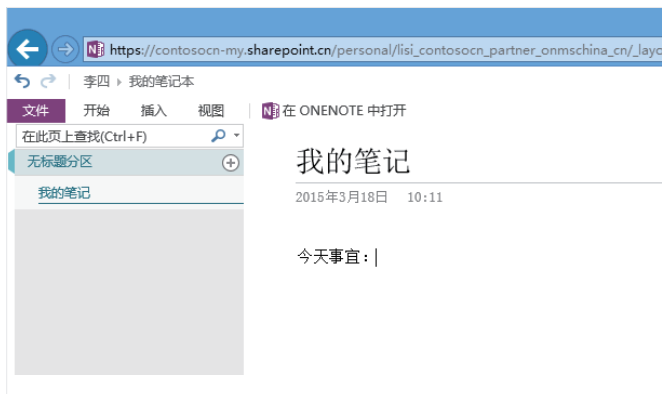 https://contosocn-my.sharepoint.cn/personal/lisi_contosocn_partner_onmschina_cn/_layo
李四 ▸ 我的笔记本
文件 开始 插入 视图 在 ONENOTE 中打开
在此页上查找(Ctrl+F)
无标题分区
我的笔记
我的笔记
2015年3月18日 10:11
今天事宜：